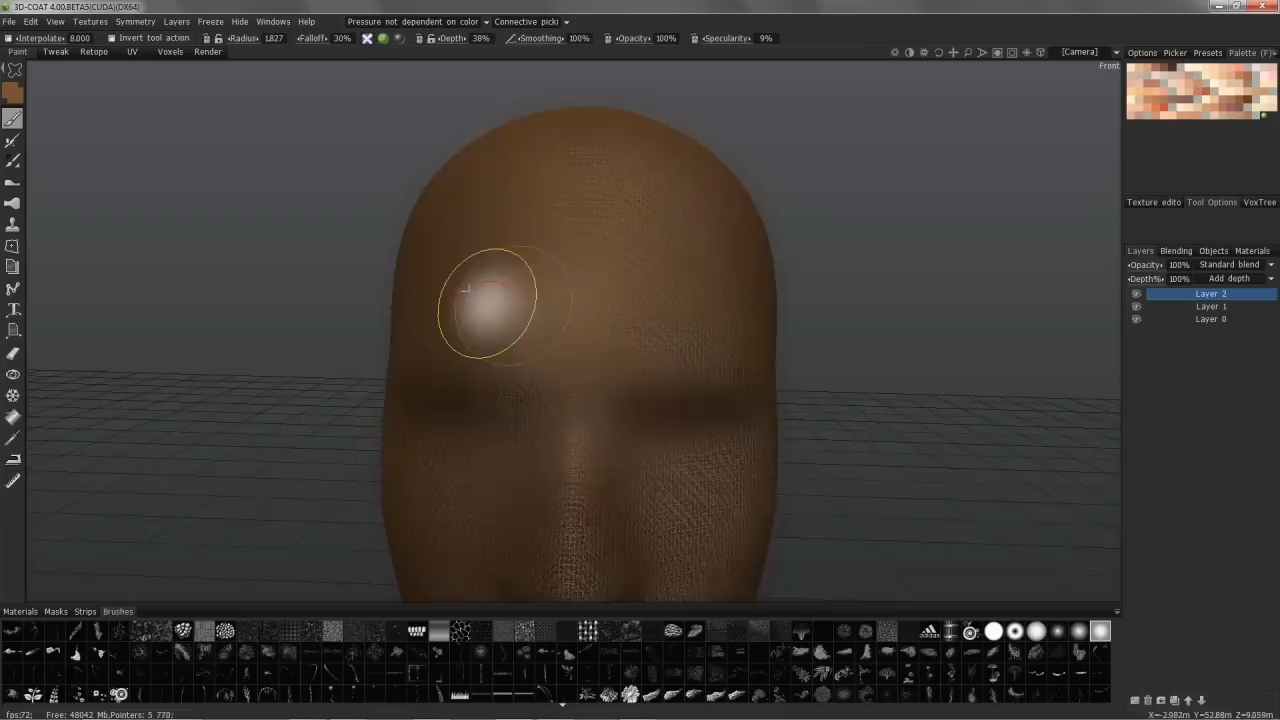 3D-COAT 4.00.BETA5(CUDA)(DX64)
File Edit View Textures Symmetry Layers Freeze Hide Windows Help Pressure not dependent on color Connective picki
Interpolate 8.000 Invert tool action Radius 1.827 Falloff 30% Depth 38% Smoothing 100% Opacity 100% Specularity 9%
Paint Tweak Retopo UV Voxels Render [Camera] Options Picker Presets Palette (F)
Front
Texture edito Tool Options VoxTree
Layers Blending Objects Materials
Opacity 100% Standard blend
Depth% 100% Add depth
Layer 2
Layer 1
Layer 0
Materials Masks Strips Brushes
adidas
fps:72; Free: 48042 Mb,Pointers: 5 770; X=-2.982m Y=52.88m Z=9.059m